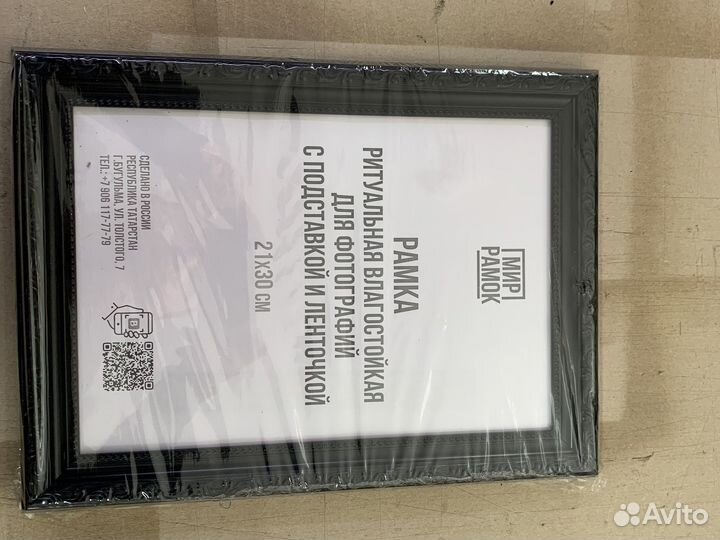 МИР
РАМОК
РАМКА
РИТУАЛЬНАЯ ВЛАГОСТОЙКАЯ
ДЛЯ ФОТОГРАФИЙ
С ПОДСТАВКОЙ И ЛЕНТОЧКОЙ
21X30 СМ
СДЕЛАНО В РОССИИ
РЕСПУБЛИКА ТАТАРСТАН
Г.БУГУЛЬМА, УЛ. ТОЛСТОГО, 7
ТЕЛ.: +7 906 117-77-79
B
Avito